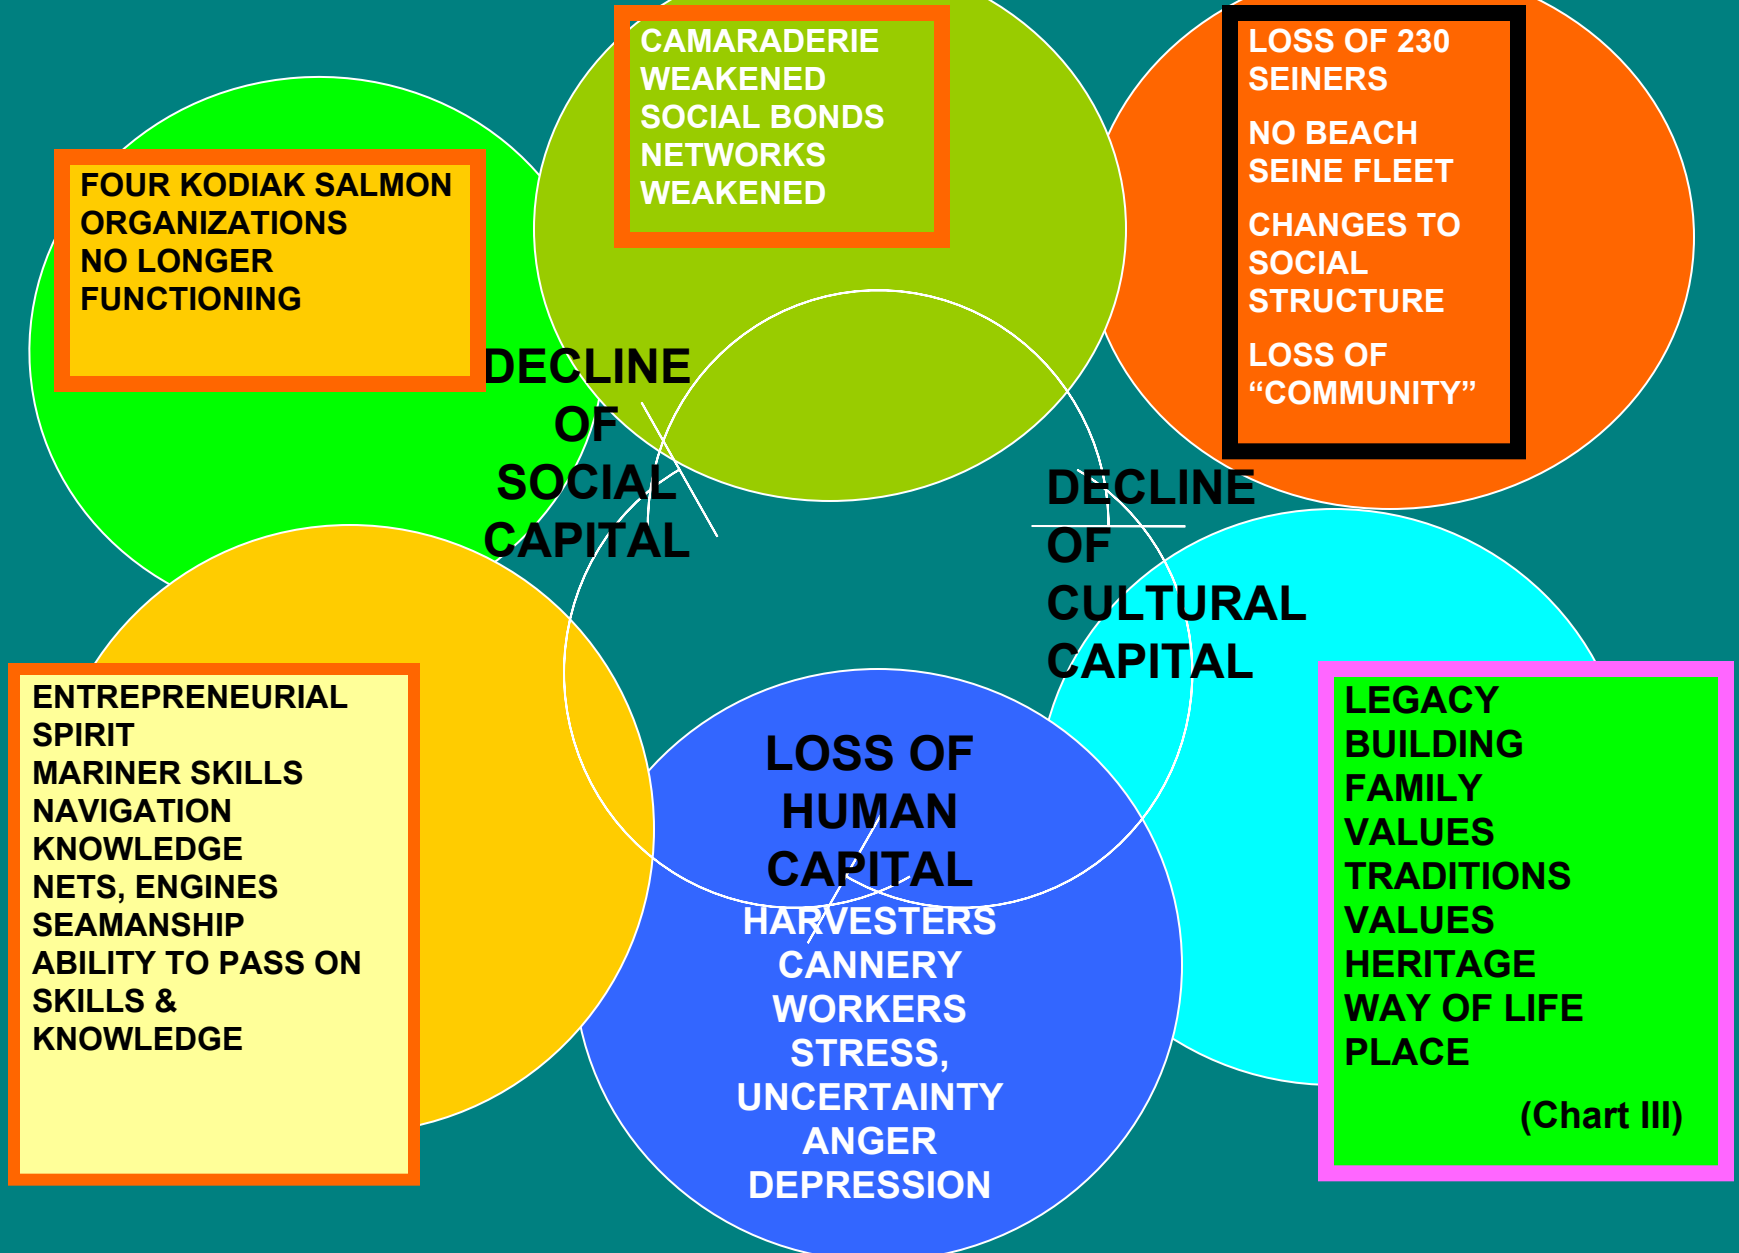 CAMARADERIE
WEAKENED
SOCIAL BONDS
NETWORKS
WEAKENED
LOSS OF 230
SEINERS
NO BEACH
SEINE FLEET
CHANGES TO
SOCIAL
STRUCTURE
LOSS OF
“COMMUNITY”
FOUR KODIAK SALMON
ORGANIZATIONS
NO LONGER
FUNCTIONING
DECLINE
OF
SOCIAL
CAPITAL
DECLINE
OF
CULTURAL
CAPITAL
ENTREPRENEURIAL
SPIRIT
MARINER SKILLS
NAVIGATION
KNOWLEDGE
NETS, ENGINES
SEAMANSHIP
ABILITY TO PASS ON
SKILLS &
KNOWLEDGE
LOSS OF
HUMAN
CAPITAL
HARVESTERS
CANNERY
WORKERS
STRESS,
UNCERTAINTY
ANGER
DEPRESSION
LEGACY
BUILDING
FAMILY
VALUES
TRADITIONS
VALUES
HERITAGE
WAY OF LIFE
PLACE
(Chart III)